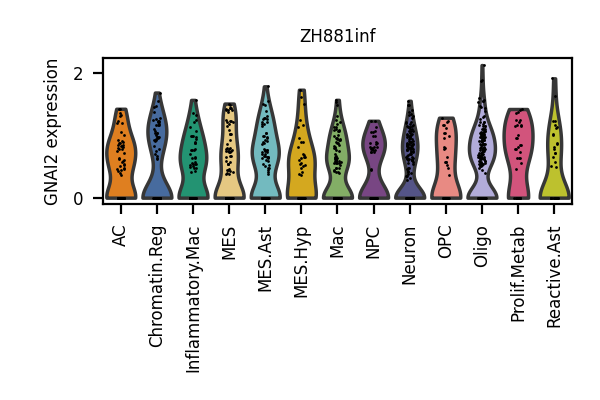 ZH881inf
GNAI2 expression
2
0
AC
Chromatin.Reg
Inflammatory.Mac
MES
MES.Ast
MES.Hyp
Mac
NPC
Neuron
OPC
Oligo
Prolif.Metab
Reactive.Ast